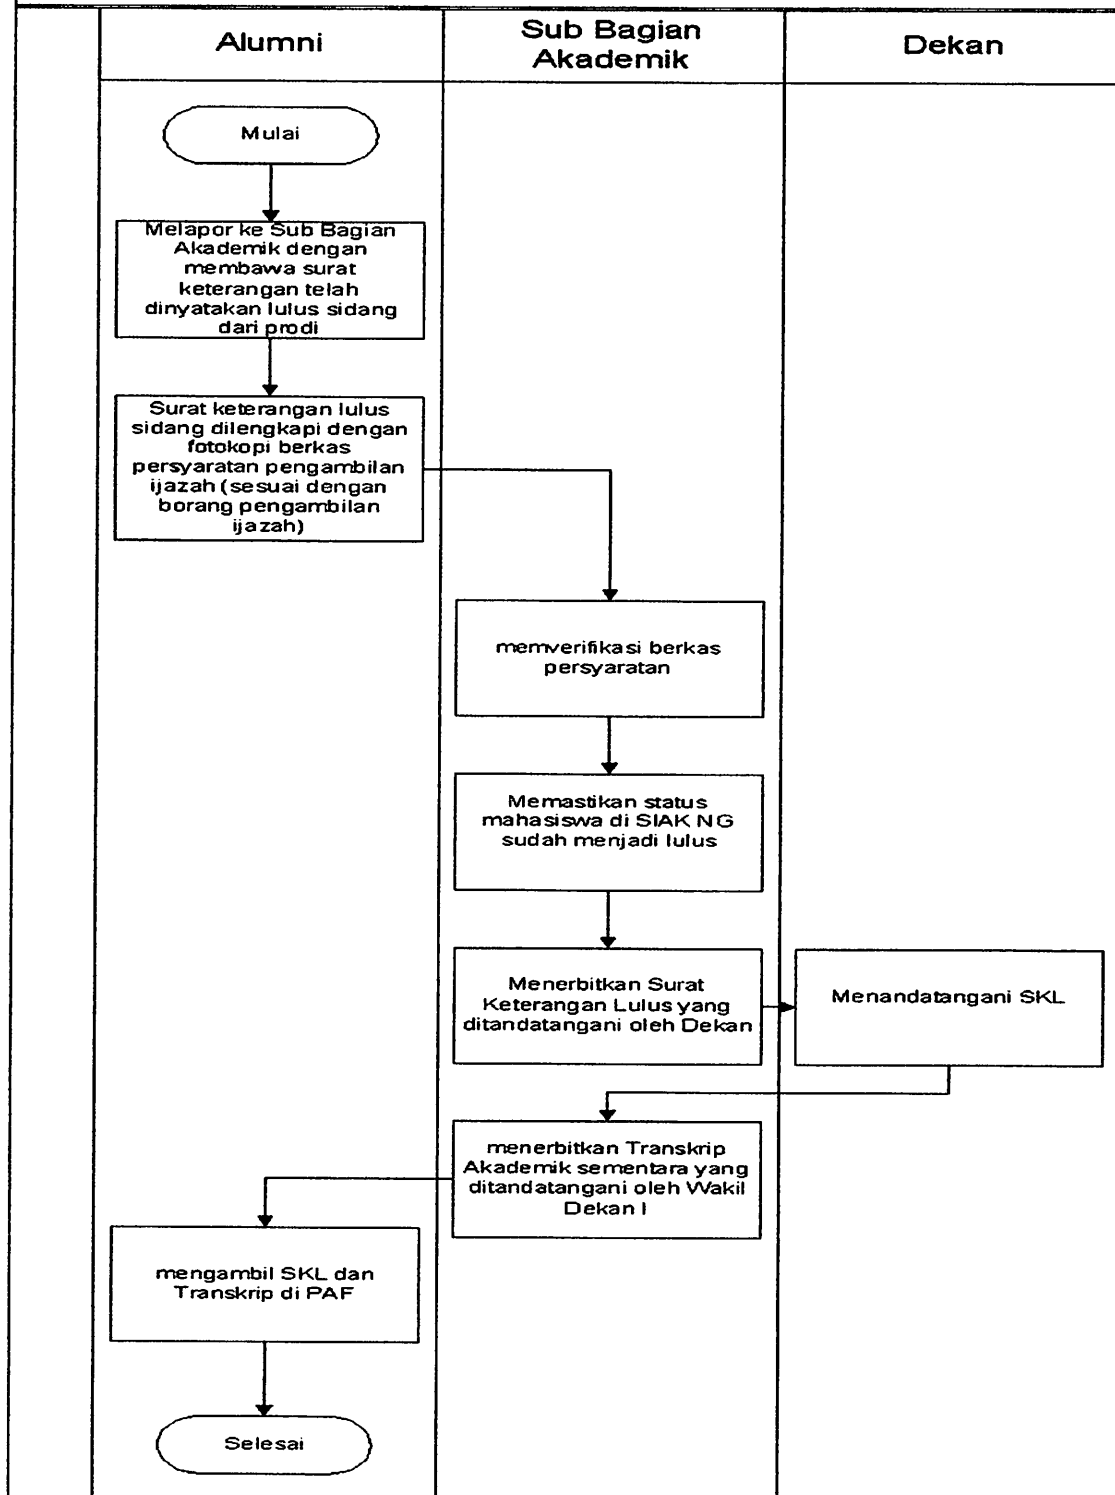 Alumni
Sub Bagian
Akademik
Dekan
Mulai
Melapor ke Sub Bagian
Akademik dengan
membawa surat
keterangan telah
dinyatakan lulus sidang
dari prodi
Surat keterangan lulus
sidang dilengkapi dengan
fotokopi berkas
persyaratan pengambilan
ijazah (sesuai dengan
borang pengambilan
ijazah)
memverifikasi berkas
persyaratan
Memastikan status
mahasiswa di SIAK NG
sudah menjadi lulus
Menerbitkan Surat
Keterangan Lulus yang
ditandatangani oleh Dekan
Menandatangani SKL
menerbitkan Transkrip
Akademik sementara yang
ditandatangani oleh Wakil
Dekan I
mengambil SKL dan
Transkrip di PAF
Selesai